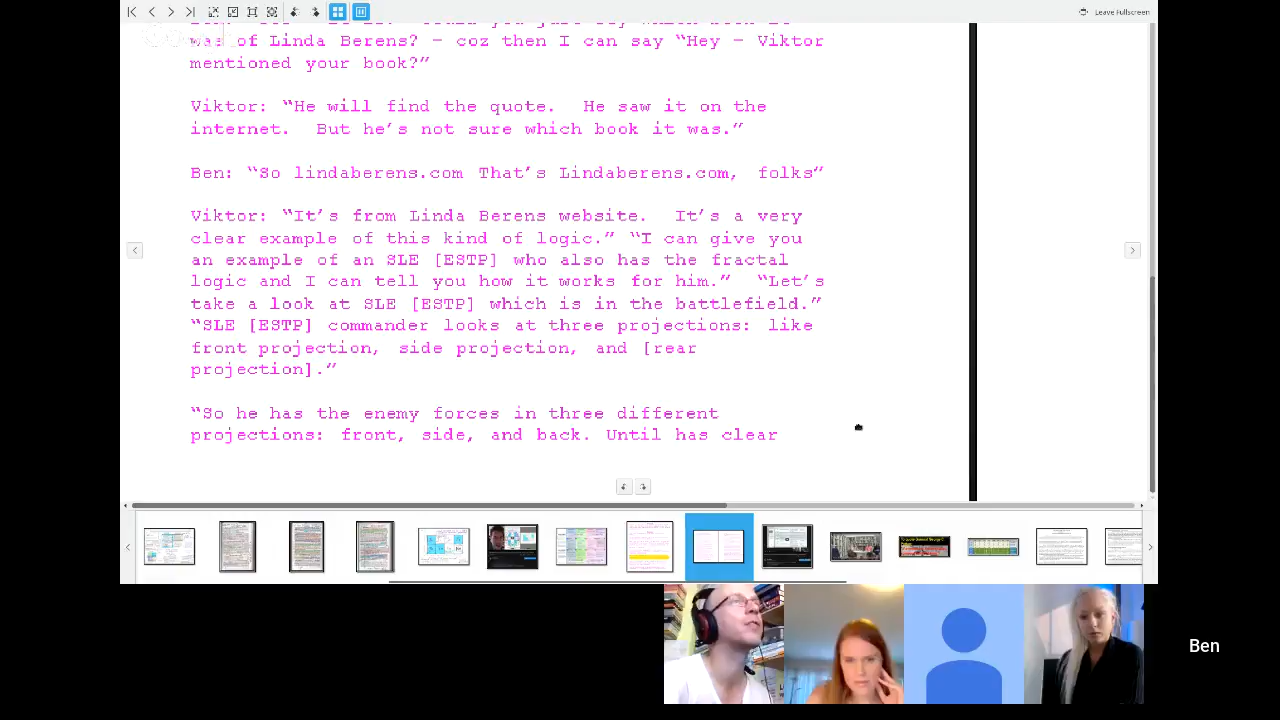 Leave Fullscreen
was of Linda Berens? – coz then I can say “Hey – Viktor
mentioned your book?”
Viktor: “He will find the quote. He saw it on the
internet. But he’s not sure which book it was.”
Ben: “So lindaberens.com That’s Lindaberens.com, folks”
Viktor: “It’s from Linda Berens website. It’s a very
clear example of this kind of logic.” “I can give you
an example of an SLE [ESTP] who also has the fractal
logic and I can tell you how it works for him.” “Let’s
take a look at SLE [ESTP] which is in the battlefield.”
“SLE [ESTP] commander looks at three projections: like
front projection, side projection, and [rear
projection].”
“So he has the enemy forces in three different
projections: front, side, and back. Until has clear
Ben